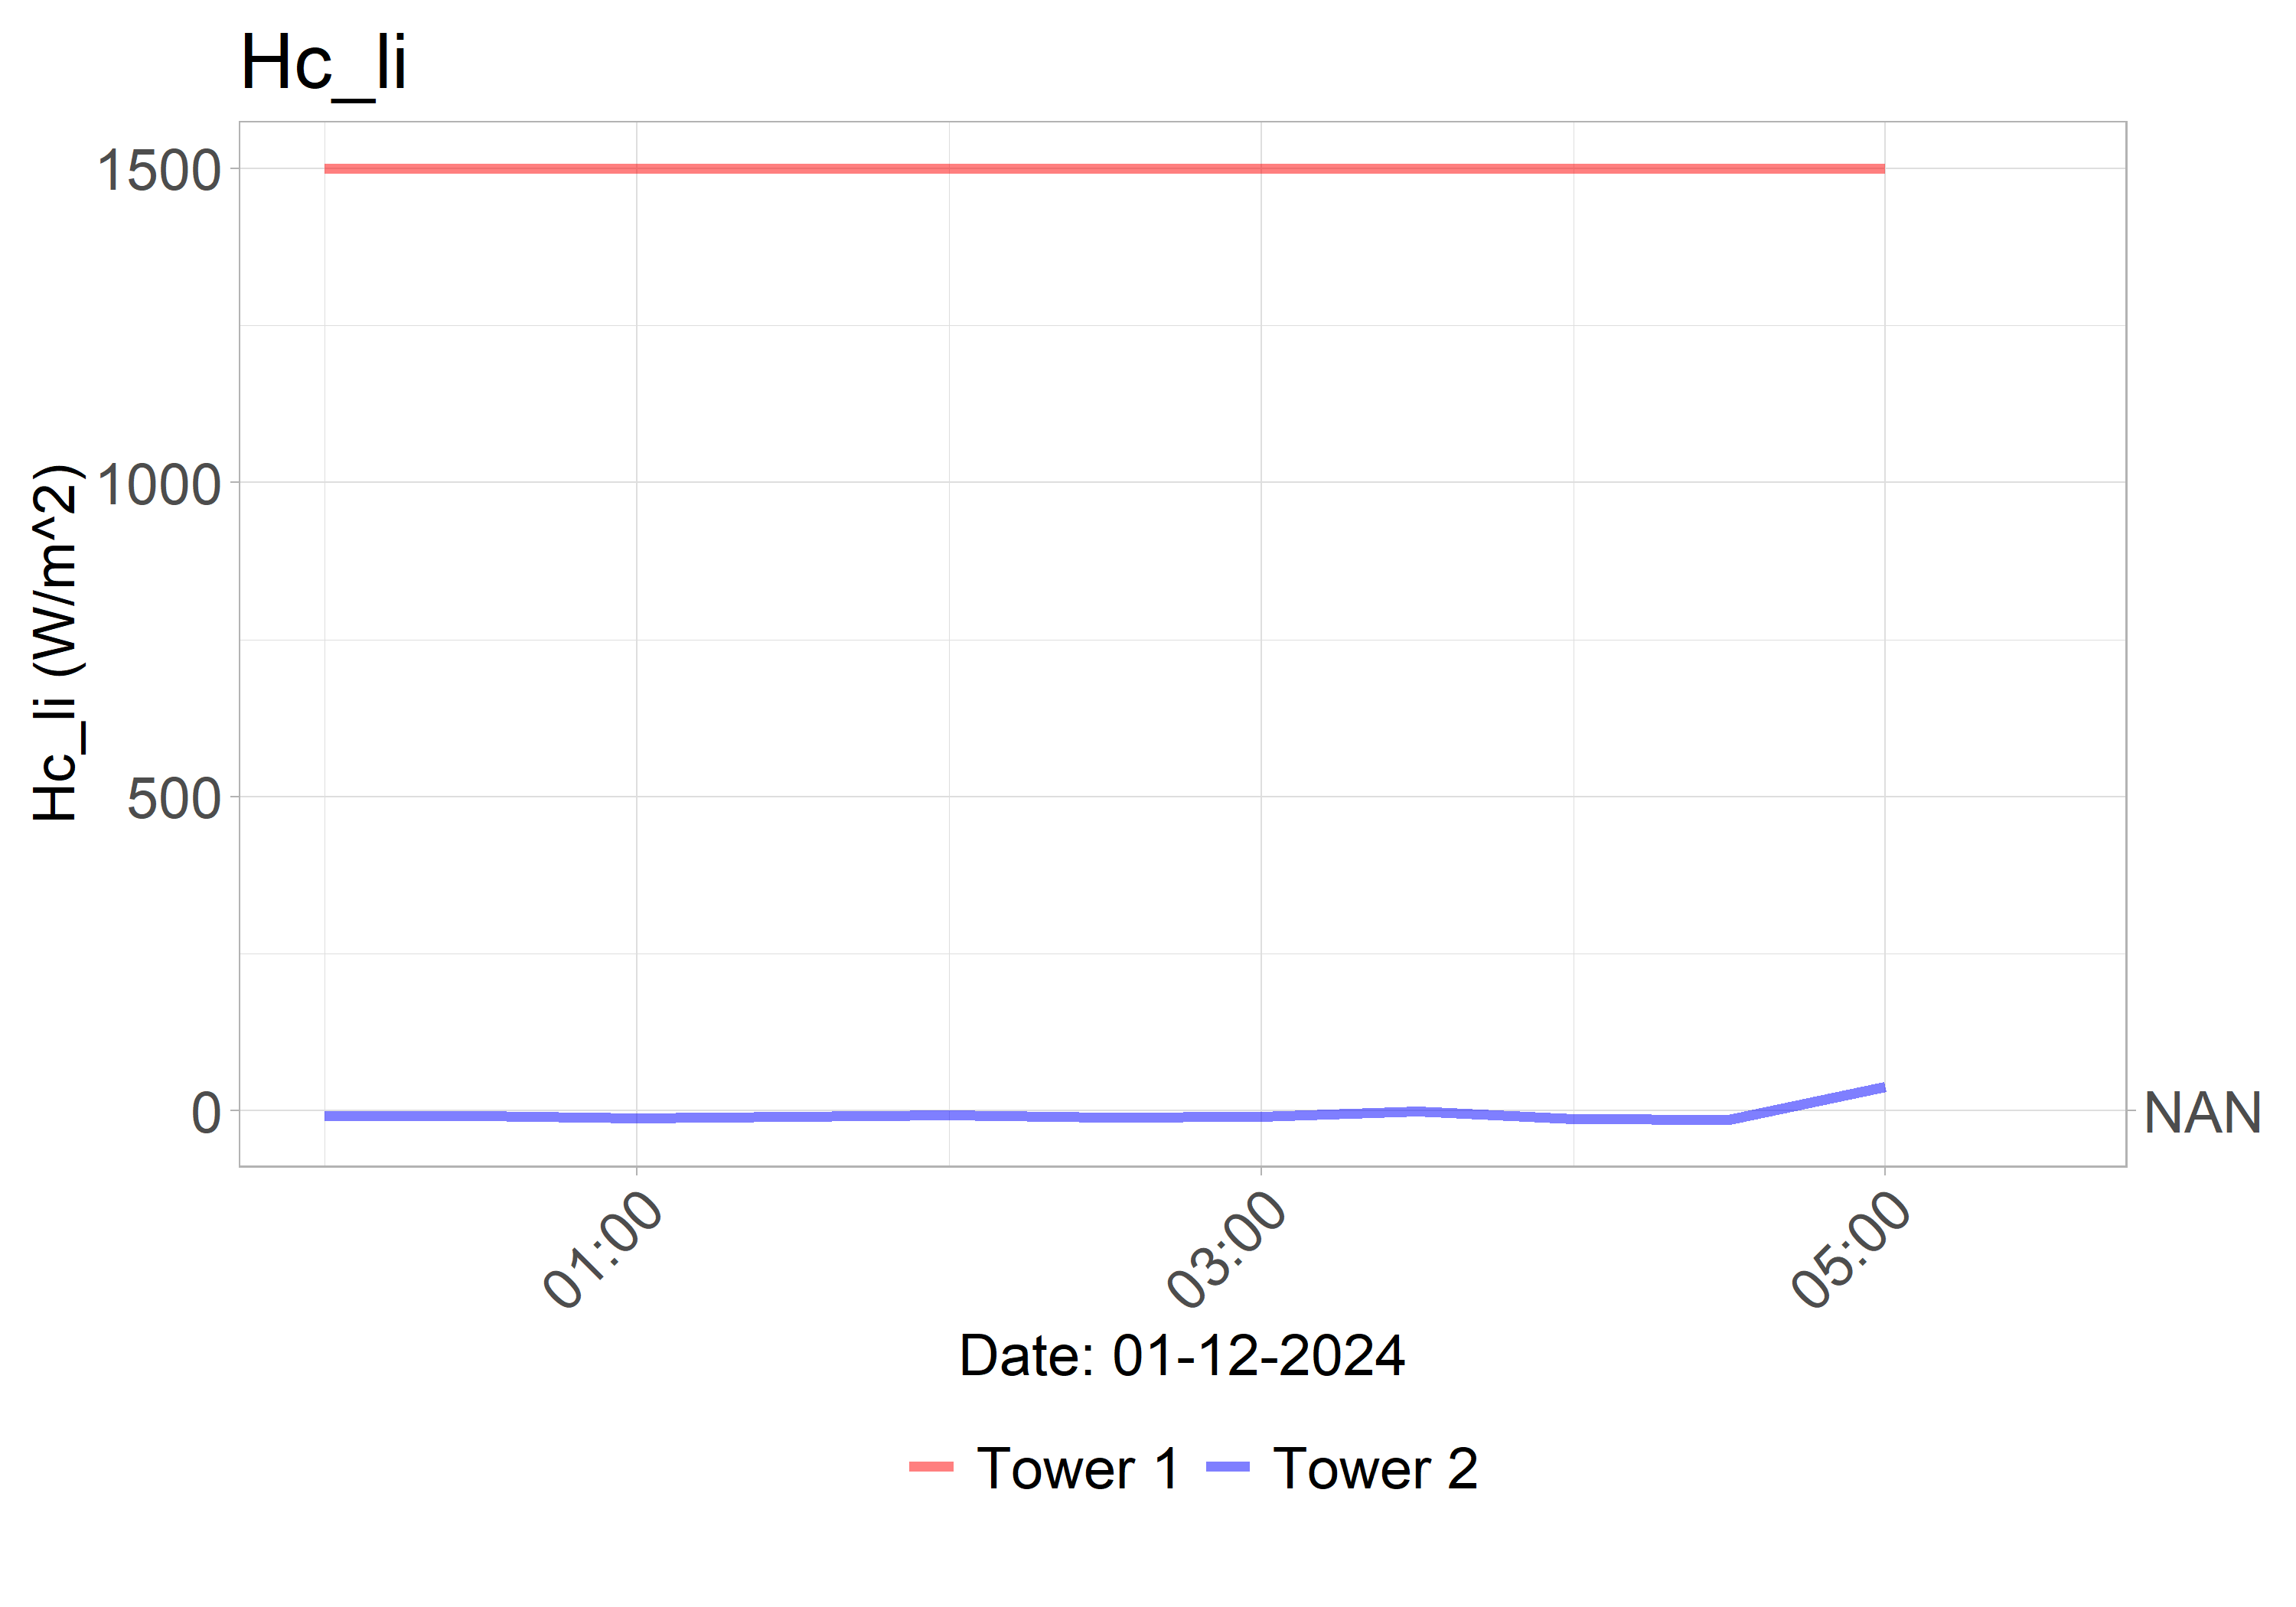 Hc_li
1500
1000
500
0
Hc_li (W/m^2)
NAN
01:00
03:00
05:00
Date: 01-12-2024
Tower 1
Tower 2